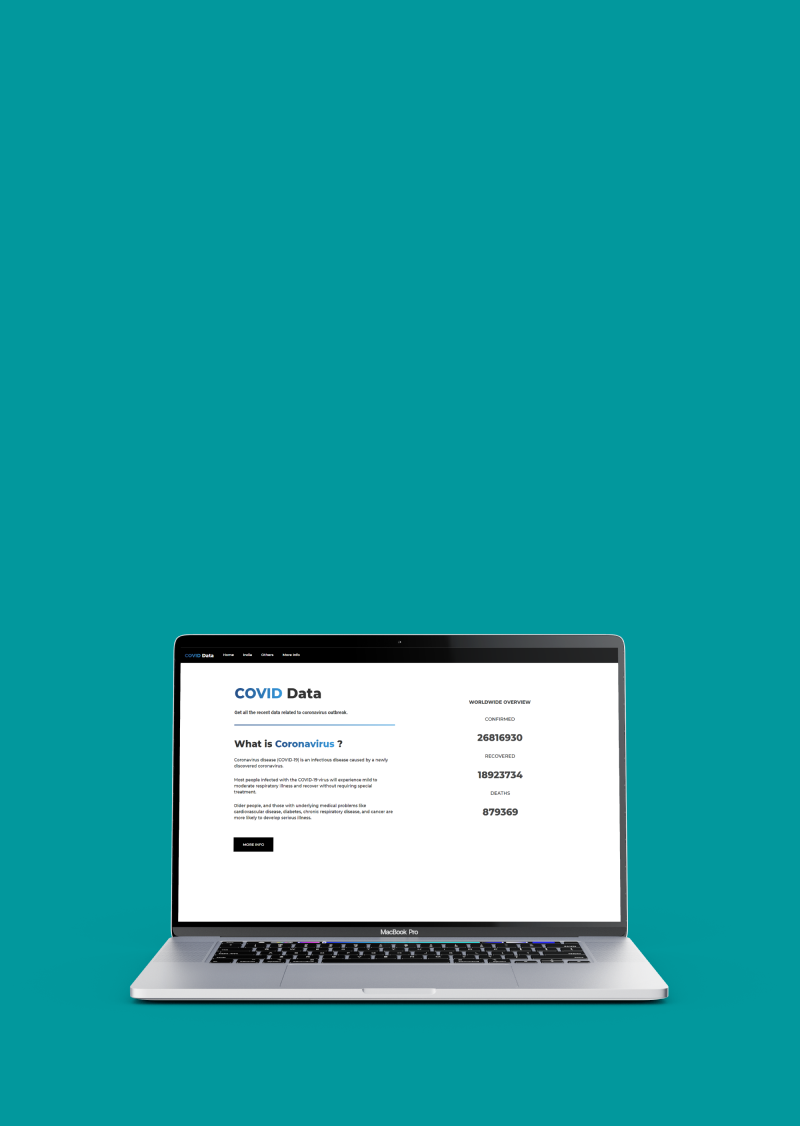 COVID Data Home India Others More Info
COVID Data
Get all the recent data related to coronavirus outbreak.
What is Coronavirus ?
Coronavirus disease (COVID-19) is an infectious disease caused by a newly
discovered coronavirus.
Most people infected with the COVID-19 virus will experience mild to
moderate respiratory illness and recover without requiring special
treatment.
Older people, and those with underlying medical problems like
cardiovascular disease, diabetes, chronic respiratory disease, and cancer are
more likely to develop serious illness.
MORE INFO
WORLDWIDE OVERVIEW
CONFIRMED
26816930
RECOVERED
18923734
DEATHS
879369
MacBook Pro